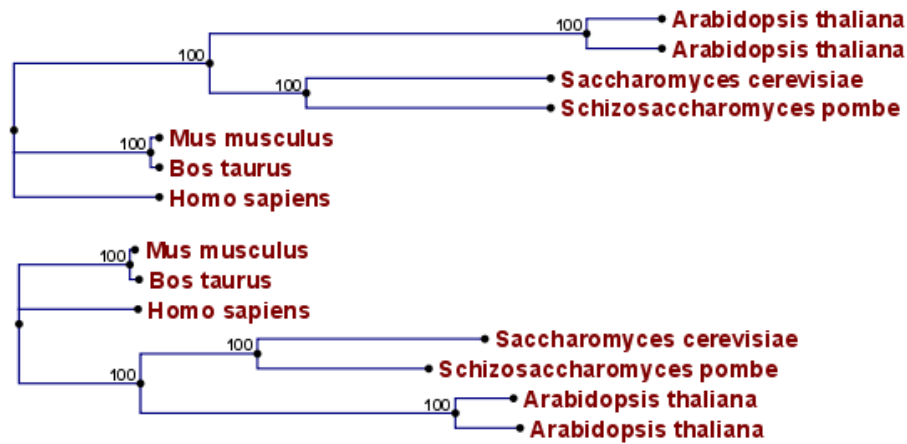 Arabidopsis thaliana
100
100
Arabidopsis thaliana
Saccharomyces cerevisiae
100
Schizosaccharomyces pombe
Mus musculus
100
Bos taurus
Homo sapiens
Mus musculus
100
Bos taurus
Homo sapiens
Saccharomyces cerevisiae
100
Schizosaccharomyces pombe
100
Arabidopsis thaliana
100
Arabidopsis thaliana